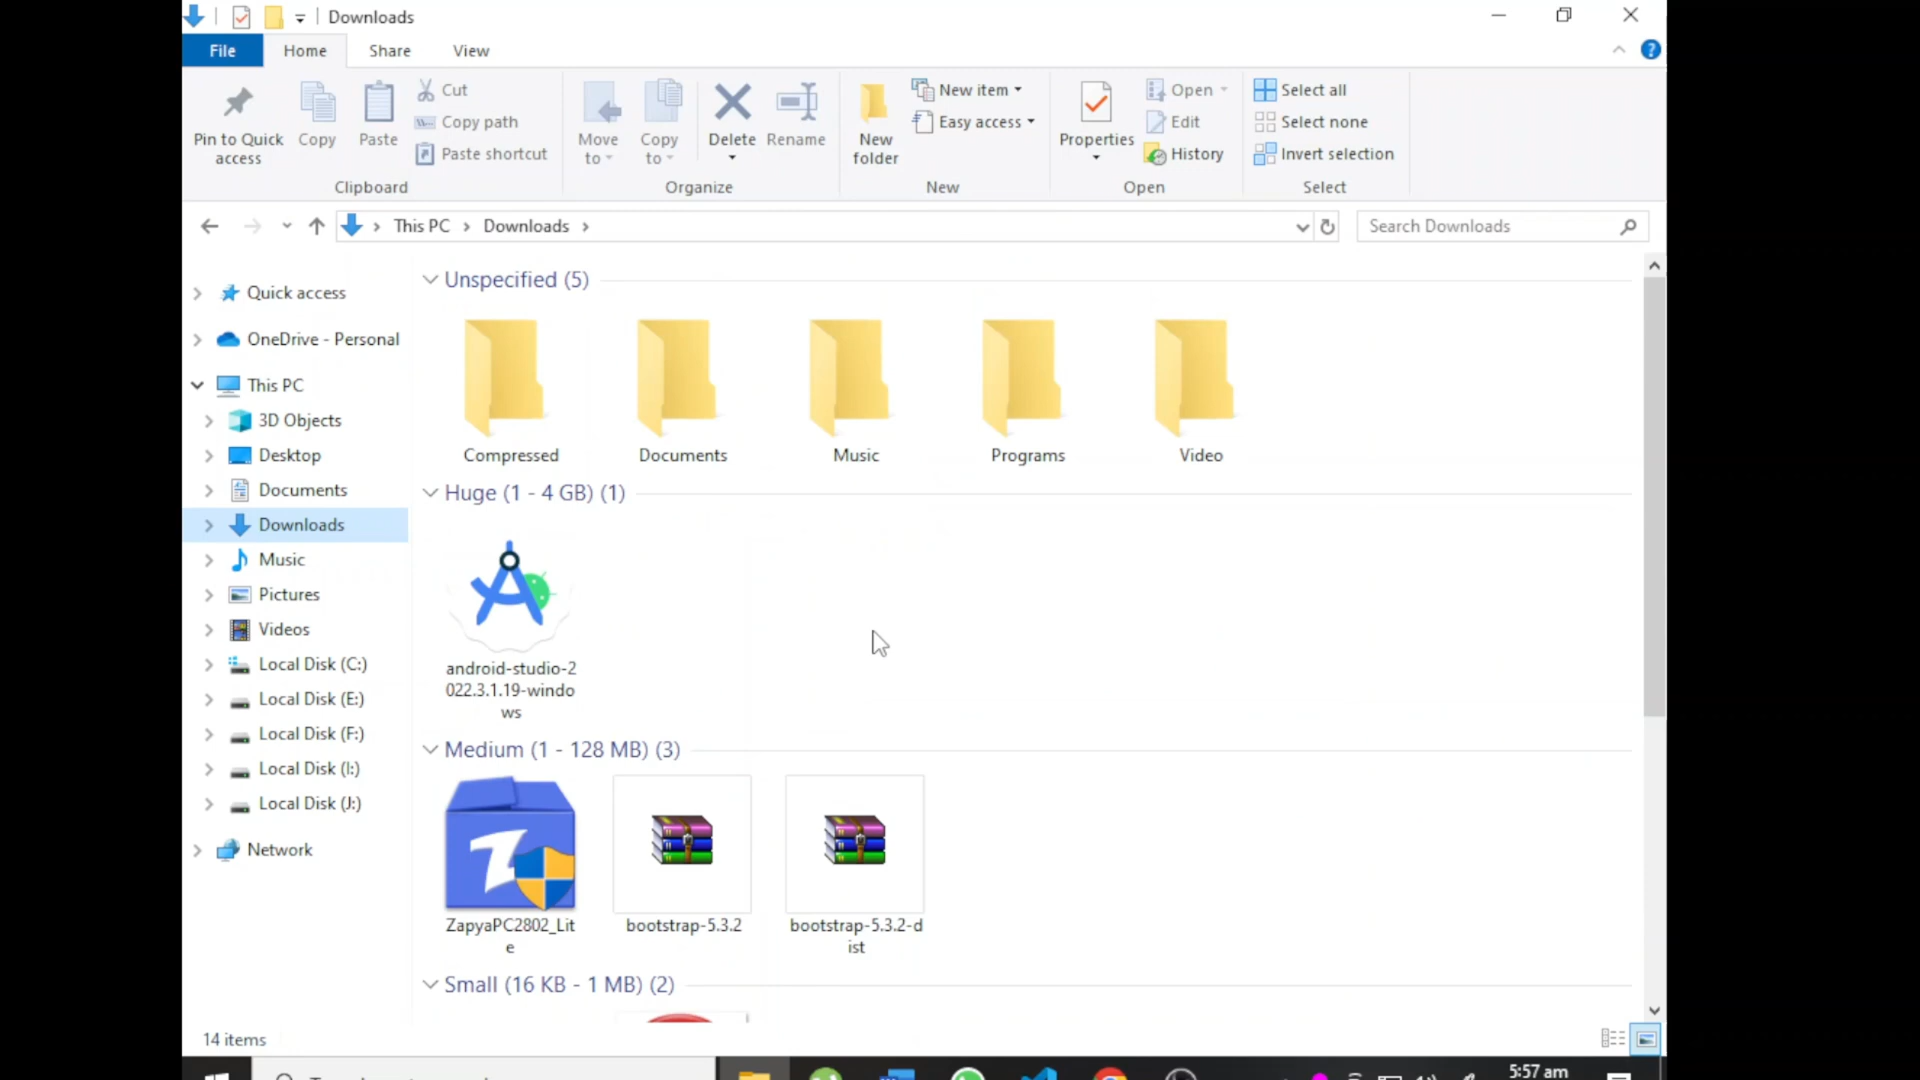 Downloads
File Home Share View
Pin to Quick access
Copy
Paste
Cut
Copy path
Paste shortcut
Clipboard
Move to
Copy to
Delete
Rename
Organize
New folder
New item
Easy access
New
Properties
Open
Edit
History
Open
Select all
Select none
Invert selection
Select
This PC > Downloads >
Search Downloads
Quick access
OneDrive - Personal
This PC
3D Objects
Desktop
Documents
Downloads
Music
Pictures
Videos
Local Disk (C:)
Local Disk (E:)
Local Disk (F:)
Local Disk (I:)
Local Disk (J:)
Network
Unspecified (5)
Compressed
Documents
Music
Programs
Video
Huge (1 - 4 GB) (1)
android-studio-2
022.3.1.19-windo
ws
Medium (1 - 128 MB) (3)
ZapyaPC2802_Lit
e
bootstrap-5.3.2
bootstrap-5.3.2-d
ist
Small (16 KB - 1 MB) (2)
14 items
5:57 am